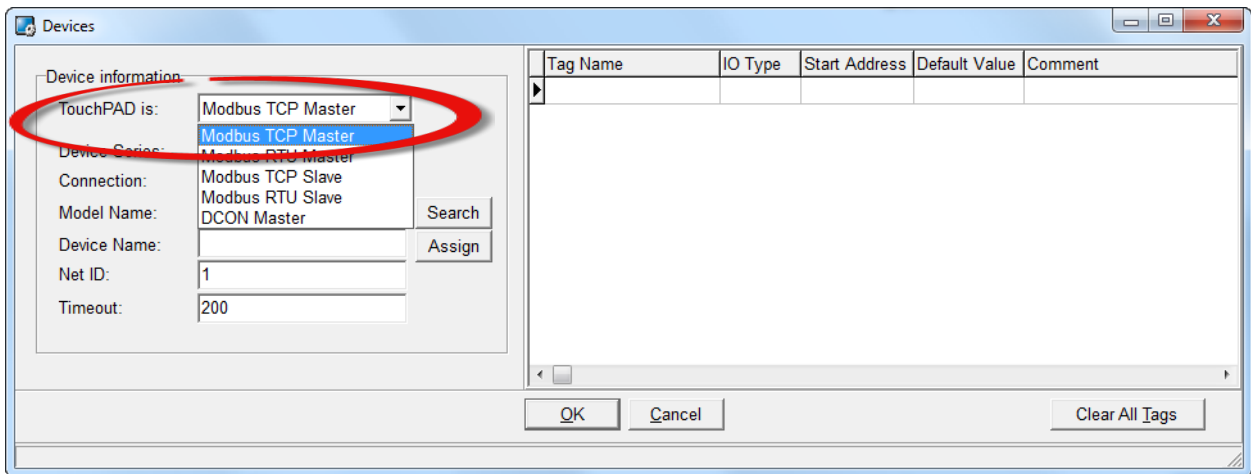 Devices
Device information
TouchPAD is:
Modbus TCP Master
Modbus TCP Master
Modbus RTU Master
Modbus TCP Slave
Modbus RTU Slave
DCON Master
Device Series:
Connection:
Model Name:
Search
Device Name:
Assign
Net ID:
1
Timeout:
200
Tag Name IO Type Start Address Default Value Comment
OK Cancel Clear All Tags